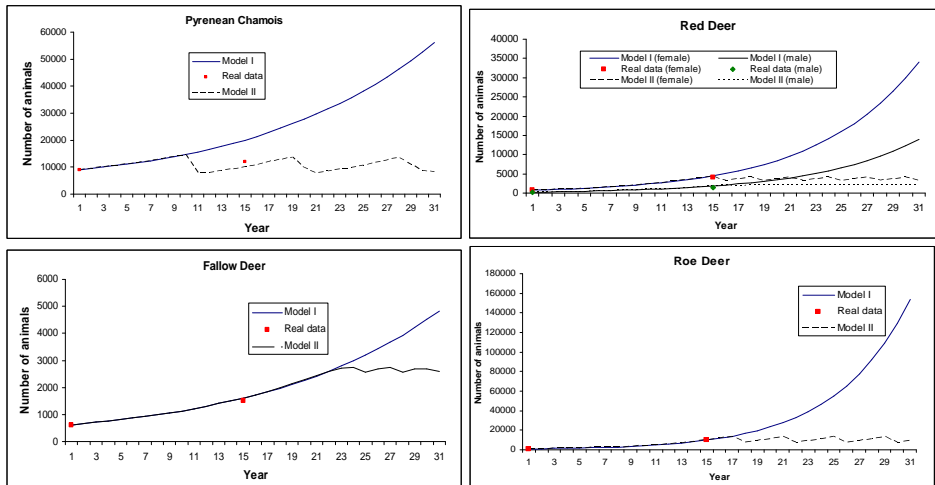 Pyrenean Chamois
Number of animals
60000
50000
40000
30000
20000
10000
0
Model I
Real data
Model II
1 3 5 7 9 11 13 15 17 19 21 23 25 27 29 31
Year
Red Deer
Number of animals
40000
35000
30000
25000
20000
15000
10000
5000
0
Model I (female) Model I (male)
Real data (female) Real data (male)
Model II (female) Model II (male)
1 3 5 7 9 11 13 15 17 19 21 23 25 27 29 31
Year
Fallow Deer
Number of animals
6000
5000
4000
3000
2000
1000
0
Model I
Real data
Model II
1 3 5 7 9 11 13 15 17 19 21 23 25 27 29 31
Year
Roe Deer
Number of animals
180000
160000
140000
120000
100000
80000
60000
40000
20000
0
Model I
Real data
Model II
1 3 5 7 9 11 13 15 17 19 21 23 25 27 29 31
Year